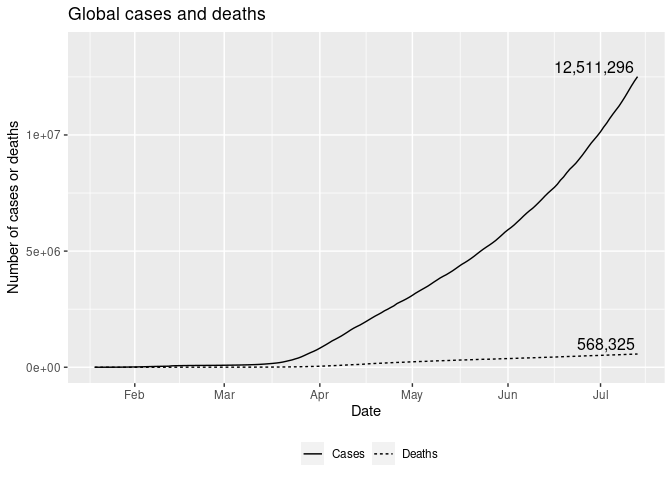 Global cases and deaths
12,511,296
1e+07
Number of cases or deaths
5e+06
568,325
0e+00
Feb Mar Apr May Jun Jul
Date
Cases Deaths